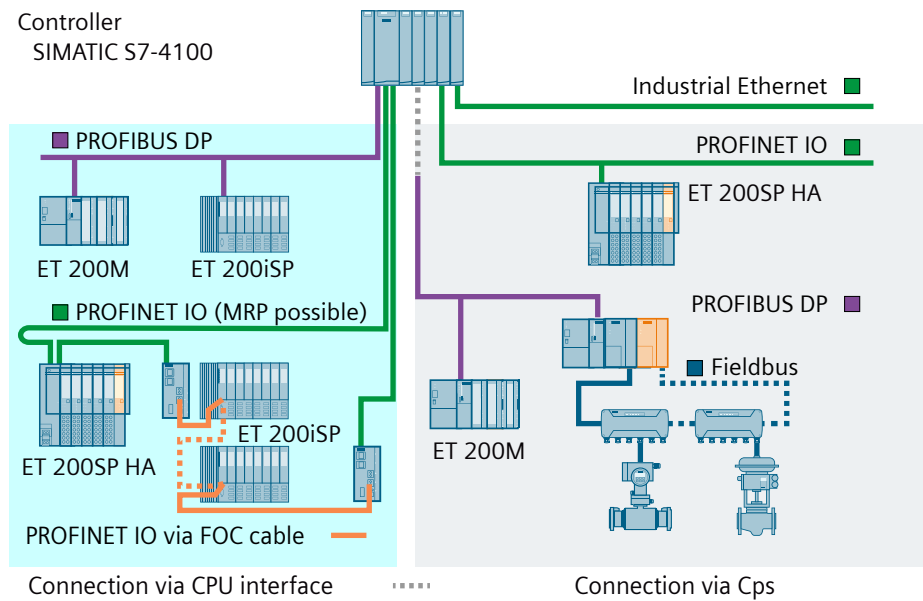 Controller
SIMATIC S7-4100
Industrial Ethernet
PROFIBUS DP
PROFINET IO
ET 200SP HA
ET 200M
ET 200iSP
PROFINET IO (MRP possible)
PROFIBUS DP
Fieldbus
ET 200iSP
ET 200M
ET 200SP HA
PROFINET IO via FOC cable
Connection via CPU interface
Connection via Cps